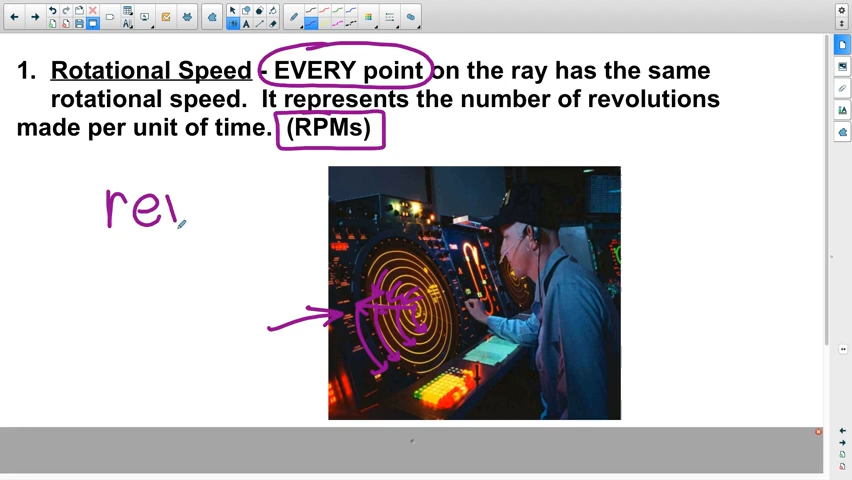 1. Rotational Speed - EVERY point on the ray has the same
rotational speed. It represents the number of revolutions
made per unit of time. (RPMs)
rev